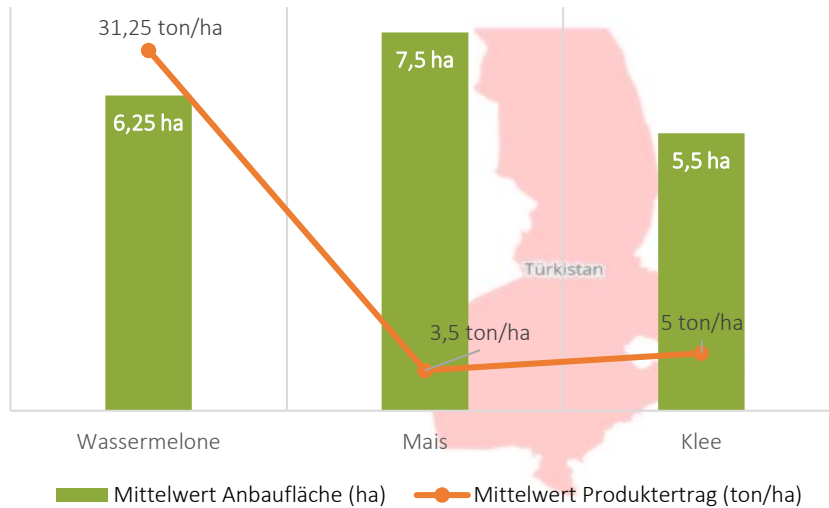 31,25 ton/ha
7,5 ha
6,25 ha
5,5 ha
Türkistan
3,5 ton/ha
5 ton/ha
Wassermelone
Mais
Klee
Mittelwert Anbaufläche (ha)
Mittelwert Produktertrag (ton/ha)